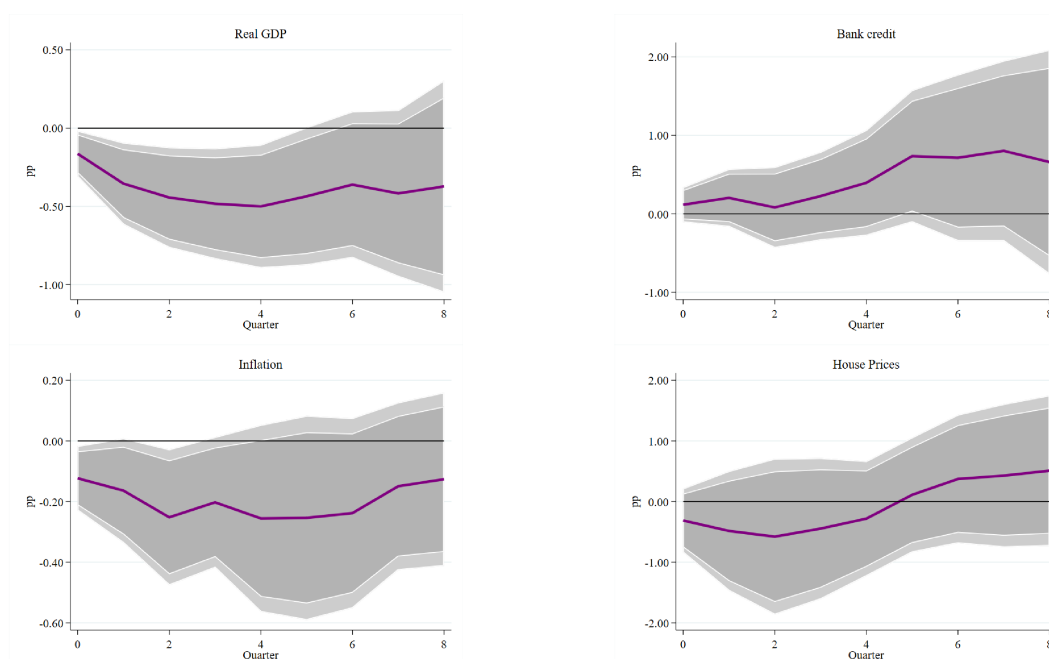 Real GDP
0.50
0.00
-0.50
-1.00
pp
0 2 4 6 8
Quarter
Bank credit
2.00
1.00
0.00
-1.00
pp
0 2 4 6 8
Quarter
Inflation
0.20
0.00
-0.20
-0.40
-0.60
pp
0 2 4 6 8
Quarter
House Prices
2.00
1.00
0.00
-1.00
-2.00
pp
0 2 4 6 8
Quarter